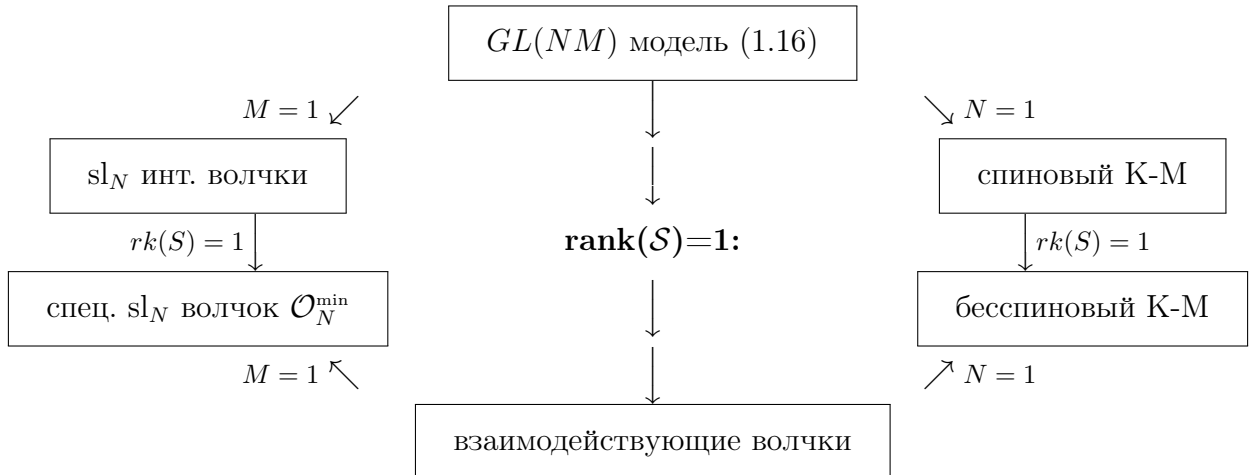 GL(NM) модель (1.16)
M = 1
N = 1
sl_N инт. волчки
спиновый К-М
rk(S) = 1
rank(𝒮)=1:
rk(S) = 1
спец. sl_N волчок 𝒪_N^min
бесспиновый К-М
M = 1
N = 1
взаимодействующие волчки